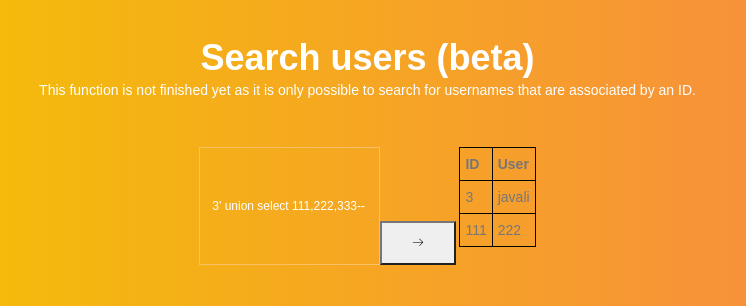 Search users (beta)
This function is not finished yet as it is only possible to search for usernames that are associated by an ID.
3' union select 111,222,333--
→
ID User
3 javali
111 222